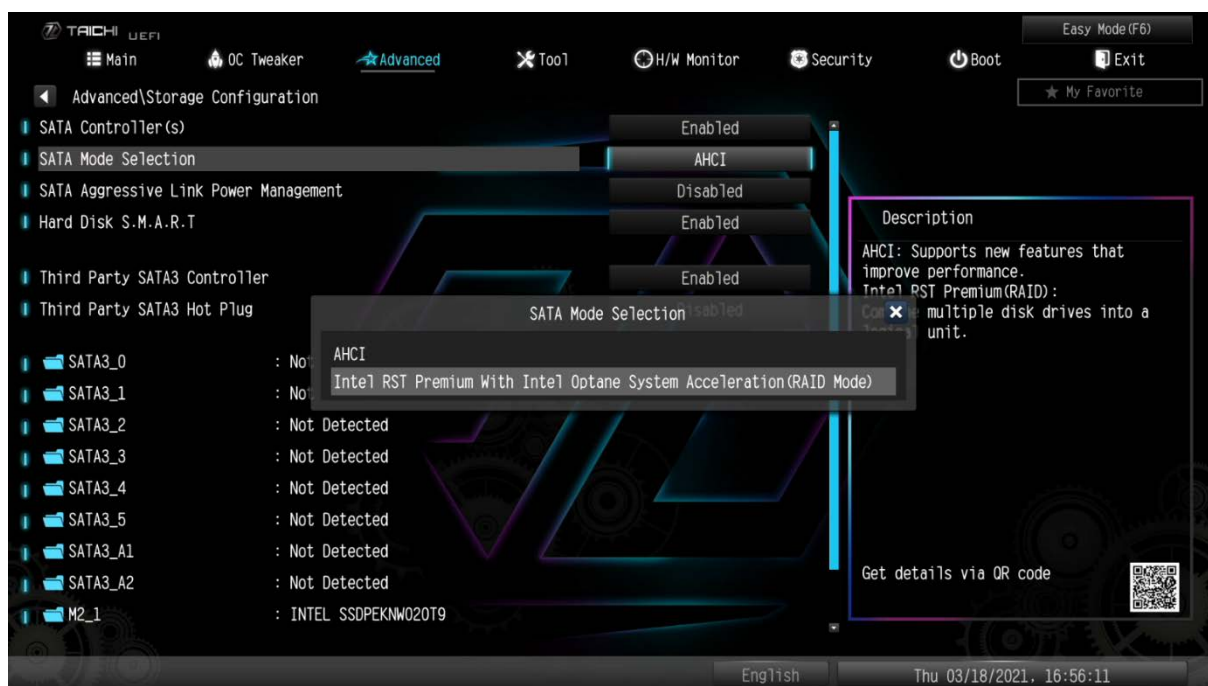 TAICHI UEFI
Easy Mode(F6)
Main
OC Tweaker
Advanced
Tool
H/W Monitor
Security
Boot
Exit
Advanced\Storage Configuration
My Favorite
SATA Controller(s) Enabled
SATA Mode Selection AHCI
SATA Aggressive Link Power Management Disabled
Hard Disk S.M.A.R.T Enabled
Third Party SATA3 Controller Enabled
Third Party SATA3 Hot Plug
SATA Mode Selection
AHCI
Intel RST Premium With Intel Optane System Acceleration(RAID Mode)
SATA3_0 :
SATA3_1 :
SATA3_2 : Not Detected
SATA3_3 : Not Detected
SATA3_4 : Not Detected
SATA3_5 : Not Detected
SATA3_A1 : Not Detected
SATA3_A2 : Not Detected
M2_1 : INTEL SSDPEKNW020T9
Description
AHCI: Supports new features that
improve performance.
Intel RST Premium(RAID):
multiple disk drives into a
unit.
Get details via QR code
English
Thu 03/18/2021, 16:56:11